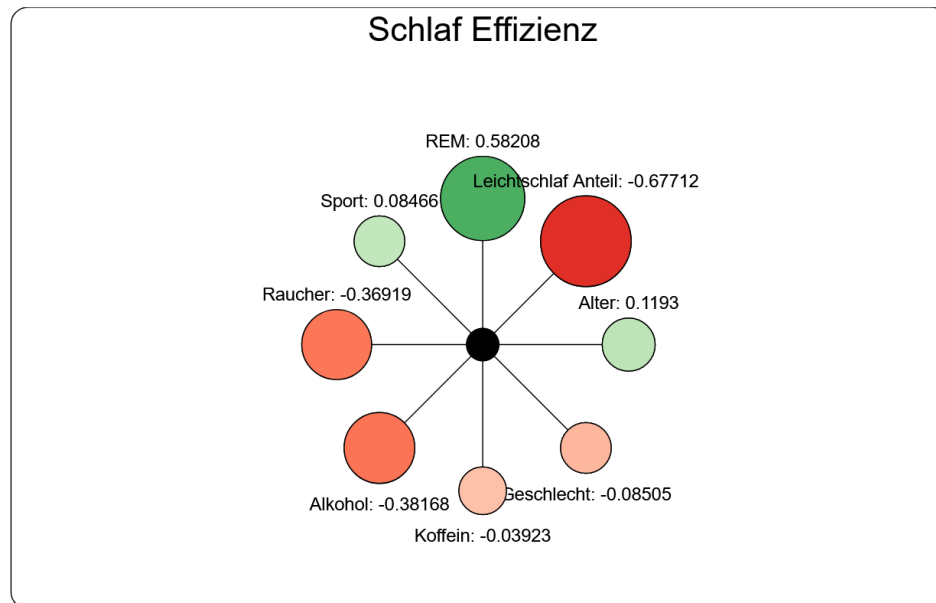 Schlaf Effizienz
REM: 0.58208
Leichtschlaf Anteil: -0.67712
Sport: 0.08466
Raucher: -0.36919
Alter: 0.1193
Geschlecht: -0.08505
Alkohol: -0.38168
Koffein: -0.03923